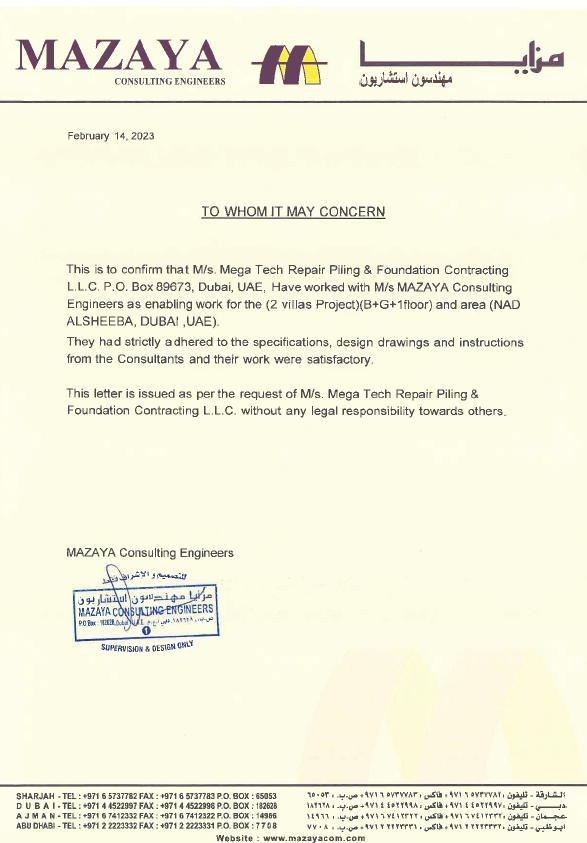 MAZAYA
CONSULTING ENGINEERS
مزايا
مهندسون استشاريون
February 14, 2023
TO WHOM IT MAY CONCERN
This is to confirm that M/s. Mega Tech Repair Piling & Foundation Contracting
L.L.C. P.O. Box 89673, Dubai, UAE, Have worked with M/s MAZAYA Consulting
Engineers as enabling work for the (2 villas Project)(B+G+1floor) and area (NAD
ALSHEEBA, DUBAI ,UAE).
They had strictly adhered to the specifications, design drawings and instructions
from the Consultants and their work were satisfactory.
This letter is issued as per the request of M/s. Mega Tech Repair Piling &
Foundation Contracting L.L.C. without any legal responsibility towards others.
MAZAYA Consulting Engineers
للتصميم و الاشراف فقط
مزايا مهندسون استشاريون
MAZAYA CONSULTING ENGINEERS
P.O.Box : 182628, Dubai U.A.E. ص.ب.: ١٨٢٦٢٨، دبي ا.ع.م
1
SUPERVISION & DESIGN ONLY
SHARJAH - TEL : +971 6 5737782 FAX : +971 6 5737783 P.O. BOX : 65053
الشارقة - تليفون : ٥٧٣٧٧٨٢ ٦ ٩٧١+ فاكس : ٥٧٣٧٧٨٣ ٦ ٩٧١+ ص.ب. : ٦٥٠٥٣
DUBAI - TEL : +971 4 4522997 FAX : +971 4 4522998 P.O. BOX : 182628
دبــي - تليفون : ٤٥٢٢٩٩٧ ٤ ٩٧١+ فاكس : ٤٥٢٢٩٩٨ ٤ ٩٧١+ ص.ب. : ١٨٢٦٢٨
AJMAN - TEL : +971 6 7412332 FAX : +971 6 7412322 P.O. BOX : 14966
عجمـان - تليفون : ٧٤١٢٣٣٢ ٦ ٩٧١+ فاكس : ٧٤١٢٣٢٢ ٦ ٩٧١+ ص.ب. : ١٤٩٦٦
ABU DHABI - TEL : +971 2 2223332 FAX : +971 2 2223331 P.O. BOX : 7708
ابوظبي - تليفون : ٢٢٢٣٣٣٢ ٢ ٩٧١+ فاكس : ٢٢٢٣٣٣١ ٢ ٩٧١+ ص.ب. : ٧٧٠٨
Website : www.mazayacom.com